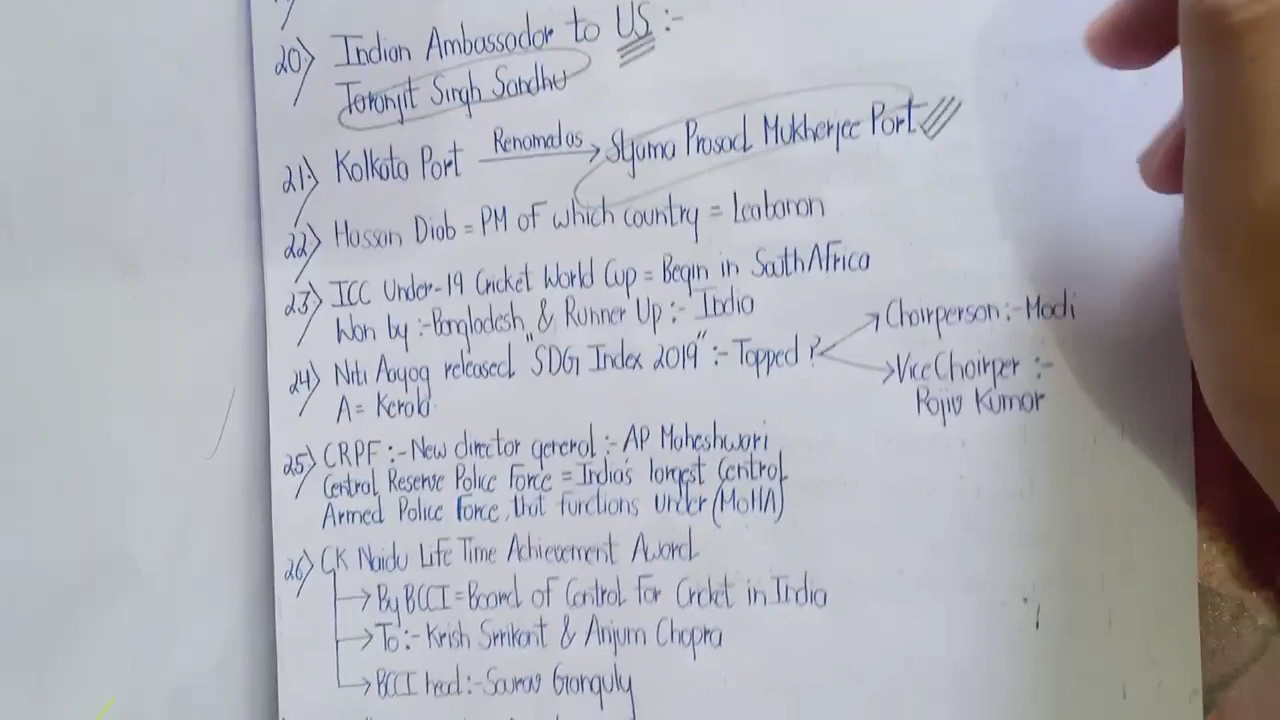 20) Indian Ambassador to US :-
Taranjit Singh Sandhu
21) Kolkata Port Renamed as Syama Prasad Mukherjee Port
22) Hassan Diab = PM of which country = Leabanon
23) ICC Under-19 Cricket World Cup = Begin in South Africa
Won by :- Bangladesh & Runner Up :- India
24) Niti Aayog released "SDG Index 2019" :- Topped ?
Chairperson :- Modi
Vice Chairper :-
Rajiv Kumar
A = Kerala
25) CRPF :- New director general :- AP Maheshwari
Central Reserve Police Force = India's largest Central
Armed Police Force, that functions under (MoHA)
26) CK Naidu Life Time Achievement Award
By BCCI = Board of Control For Cricket in India
To :- Krish Srrikant & Anjum Chopra
BCCI head :- Saurav Ganguly